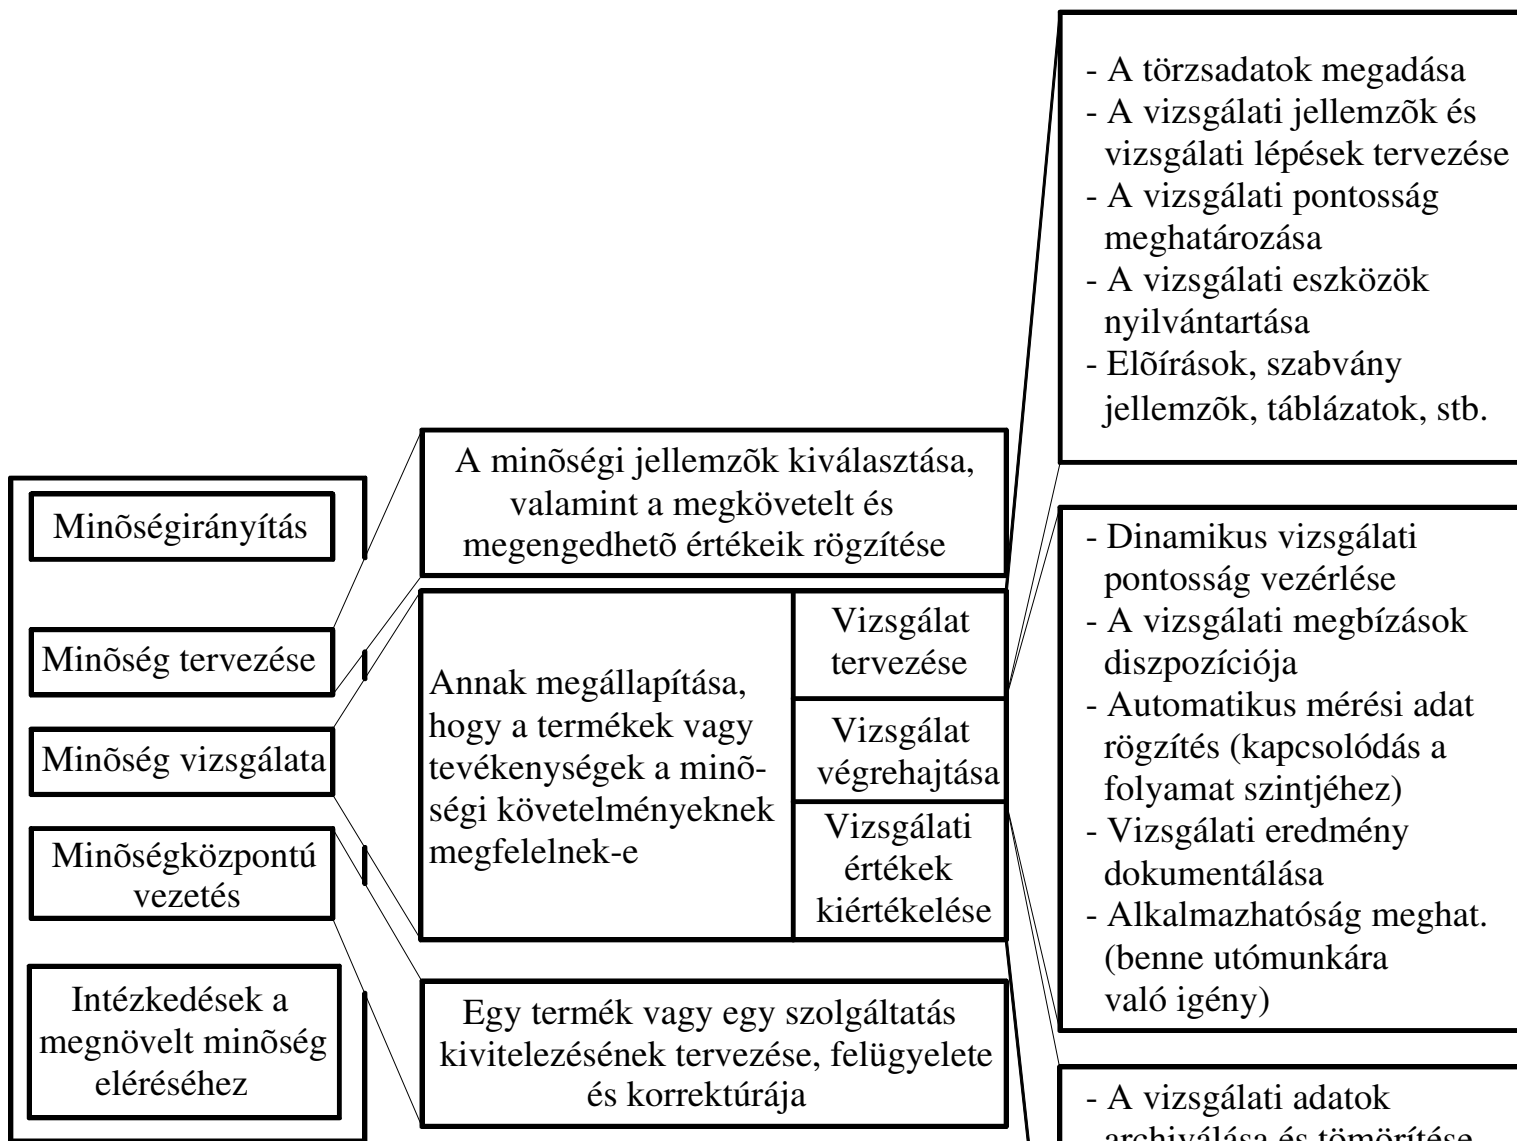 Minõségirányítás
Minõség tervezése
Minõség vizsgálata
Minõségközpontú
vezetés
Intézkedések a
megnövelt minõség
eléréséhez
A minõségi jellemzõk kiválasztása,
valamint a megkövetelt és
megengedhetõ értékeik rögzítése
Annak megállapítása,
hogy a termékek vagy
tevékenységek a minõ-
ségi követelményeknek
megfelelnek-e
Vizsgálat
tervezése
Vizsgálat
végrehajtása
Vizsgálati
értékek
kiértékelése
Egy termék vagy egy szolgáltatás
kivitelezésének tervezése, felügyelete
és korrektúrája
- A törzsadatok megadása
- A vizsgálati jellemzõk és
vizsgálati lépések tervezése
- A vizsgálati pontosság
meghatározása
- A vizsgálati eszközök
nyilvántartása
- Elõírások, szabvány
jellemzõk, táblázatok, stb.
- Dinamikus vizsgálati
pontosság vezérlése
- A vizsgálati megbízások
diszpozíciója
- Automatikus mérési adat
rögzítés (kapcsolódás a
folyamat szintjéhez)
- Vizsgálati eredmény
dokumentálása
- Alkalmazhatóság meghat.
(benne utómunkára
való igény)
- A vizsgálati adatok
archiválása és tömörítése